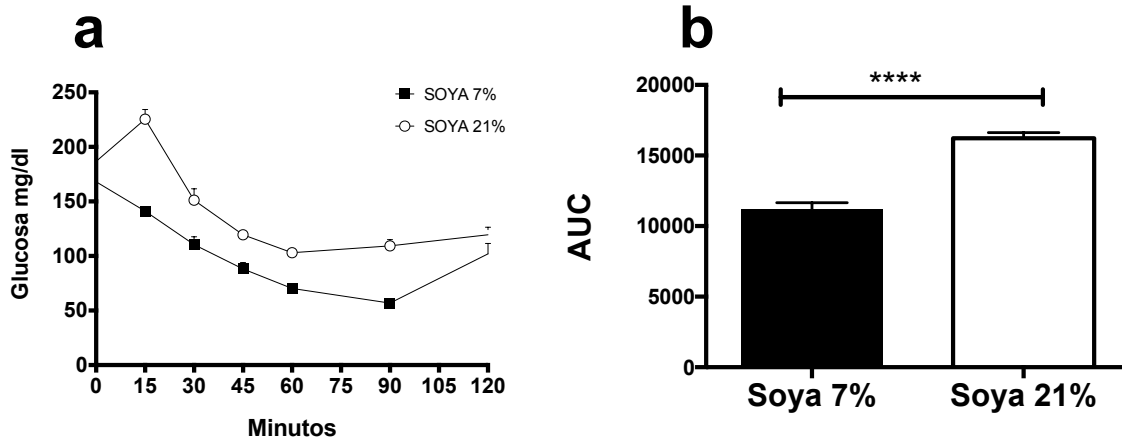 a
250
200
150
100
50
0
Glucosa mg/dl
0 15 30 45 60 75 90 105 120
Minutos
SOYA 7%
SOYA 21%
b
20000
15000
10000
5000
0
AUC
****
Soya 7% Soya 21%